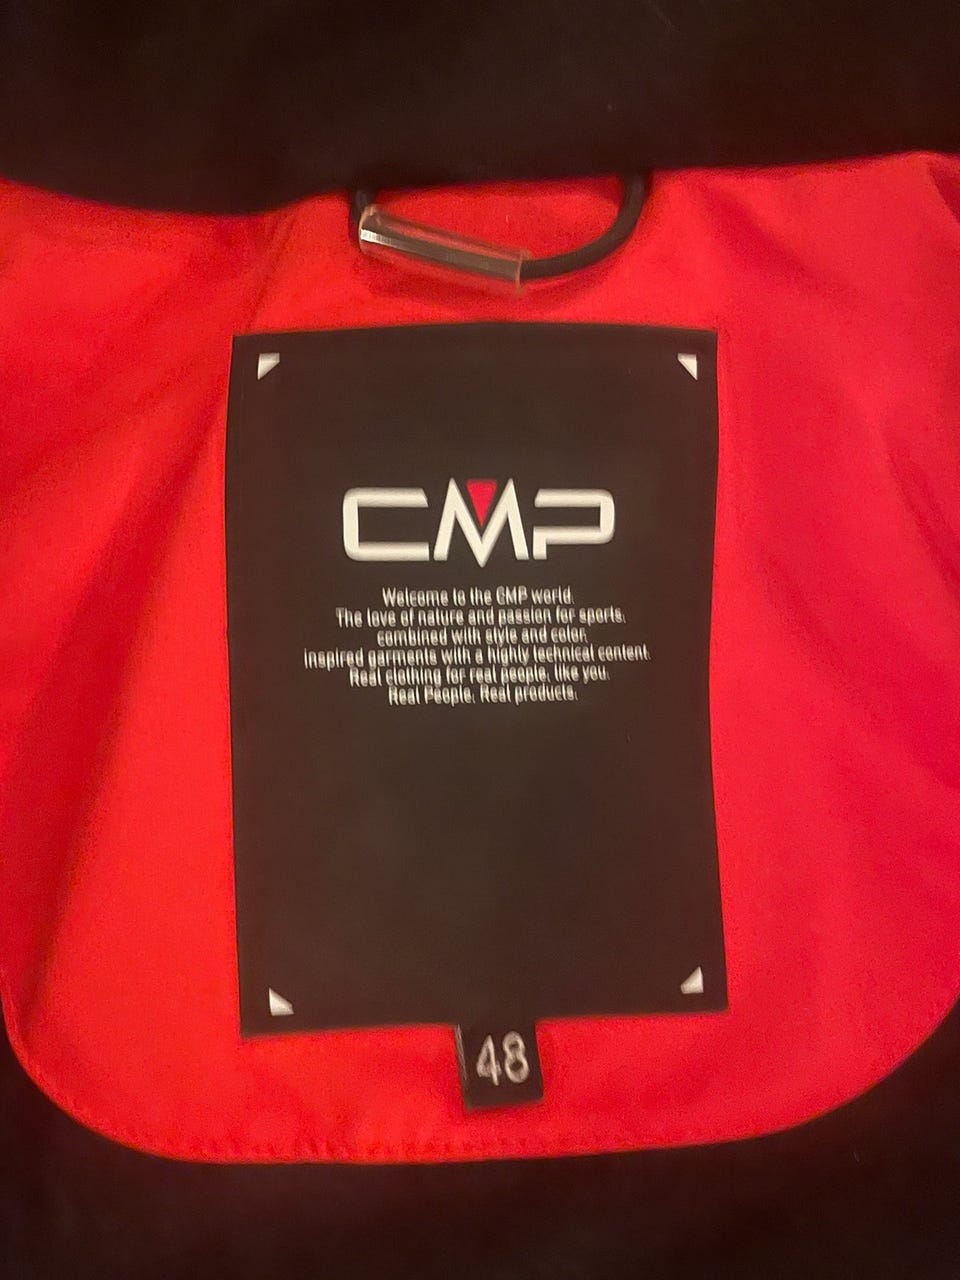 CMP
Welcome to the CMP world.
The love of nature and passion for sports,
combined with style and color,
inspired garments with a highly technical content.
Real clothing for real people, like you.
Real People, Real products.
48